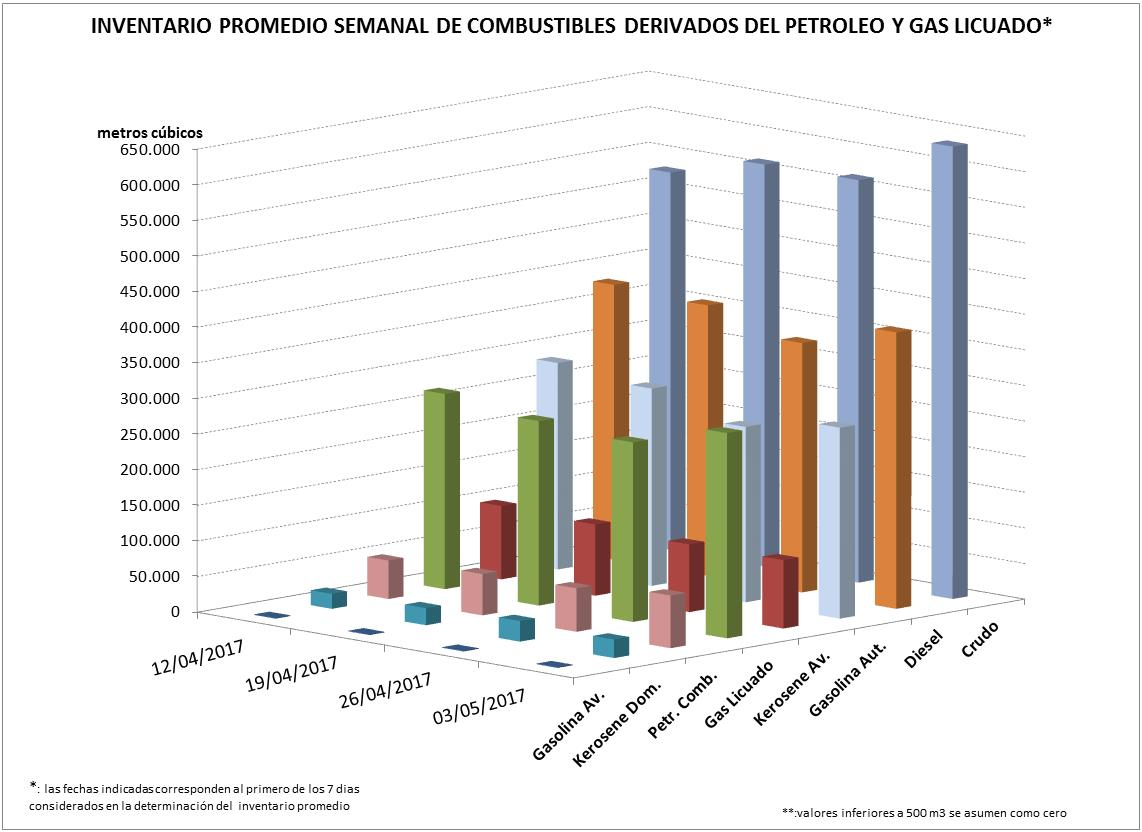 INVENTARIO PROMEDIO SEMANAL DE COMBUSTIBLES DERIVADOS DEL PETROLEO Y GAS LICUADO*
metros cúbicos
650.000
600.000
550.000
500.000
450.000
400.000
350.000
300.000
250.000
200.000
150.000
100.000
50.000
0
12/04/2017
19/04/2017
26/04/2017
03/05/2017
Gasolina Av.
Kerosene Dom.
Petr. Comb.
Gas Licuado
Kerosene Av.
Gasolina Aut.
Diesel
Crudo
*: las fechas indicadas corresponden al primero de los 7 dias
considerados en la determinación del inventario promedio
**:valores inferiores a 500 m3 se asumen como cero